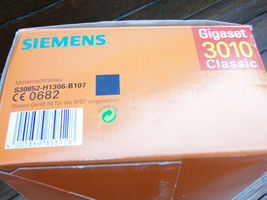 SIEMENS
Gigaset
3010
Classic
Mitternachtsblau
S30852-H1306-B107
CE 0682
Dieses Gerät ist für die BRD vorgesehen